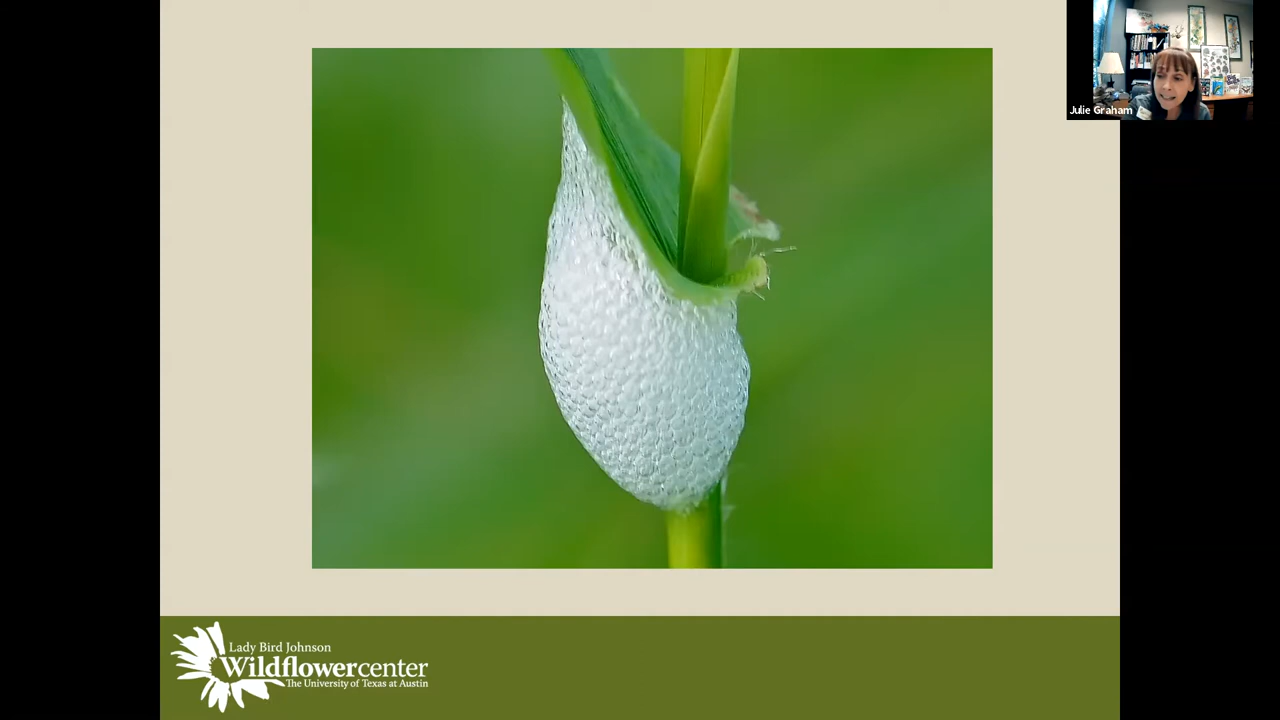 Julie Graham
Lady Bird Johnson
Wildflowercenter
The University of Texas at Austin